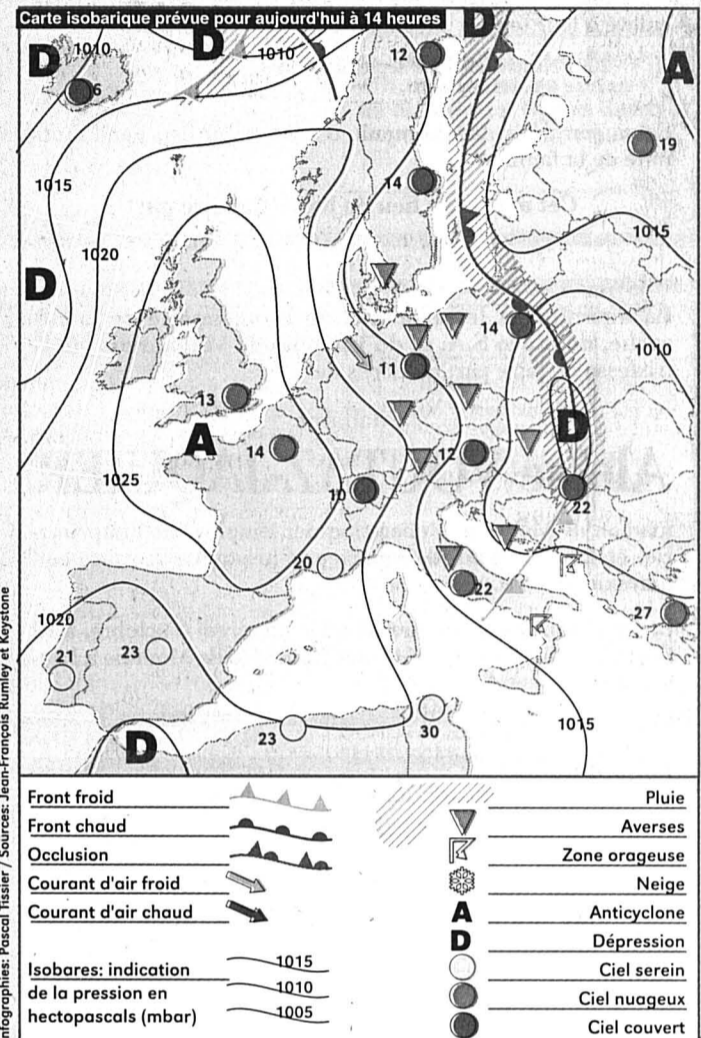 Carte isobarique prévue pour aujourd'hui à 14 heures
D
1010
D
1010
D
12
A
6
19
1015
14
1015
1020
D
14
1010
11
13
D
A
14
12
1025
10
22
20
22
27
1020
23
21
1015
30
23
D
Front froid
Front chaud
Occlusion
Courant d'air froid
Courant d'air chaud
Isobares: indication
de la pression en
hectopascals (mbar)
1015
1010
1005
Pluie
Averses
Zone orageuse
Neige
A Anticyclone
D Dépression
Ciel serein
Ciel nuageux
Ciel couvert
Infographies: Pascal Tissier / Sources: Jean-François Rumley et Keystone